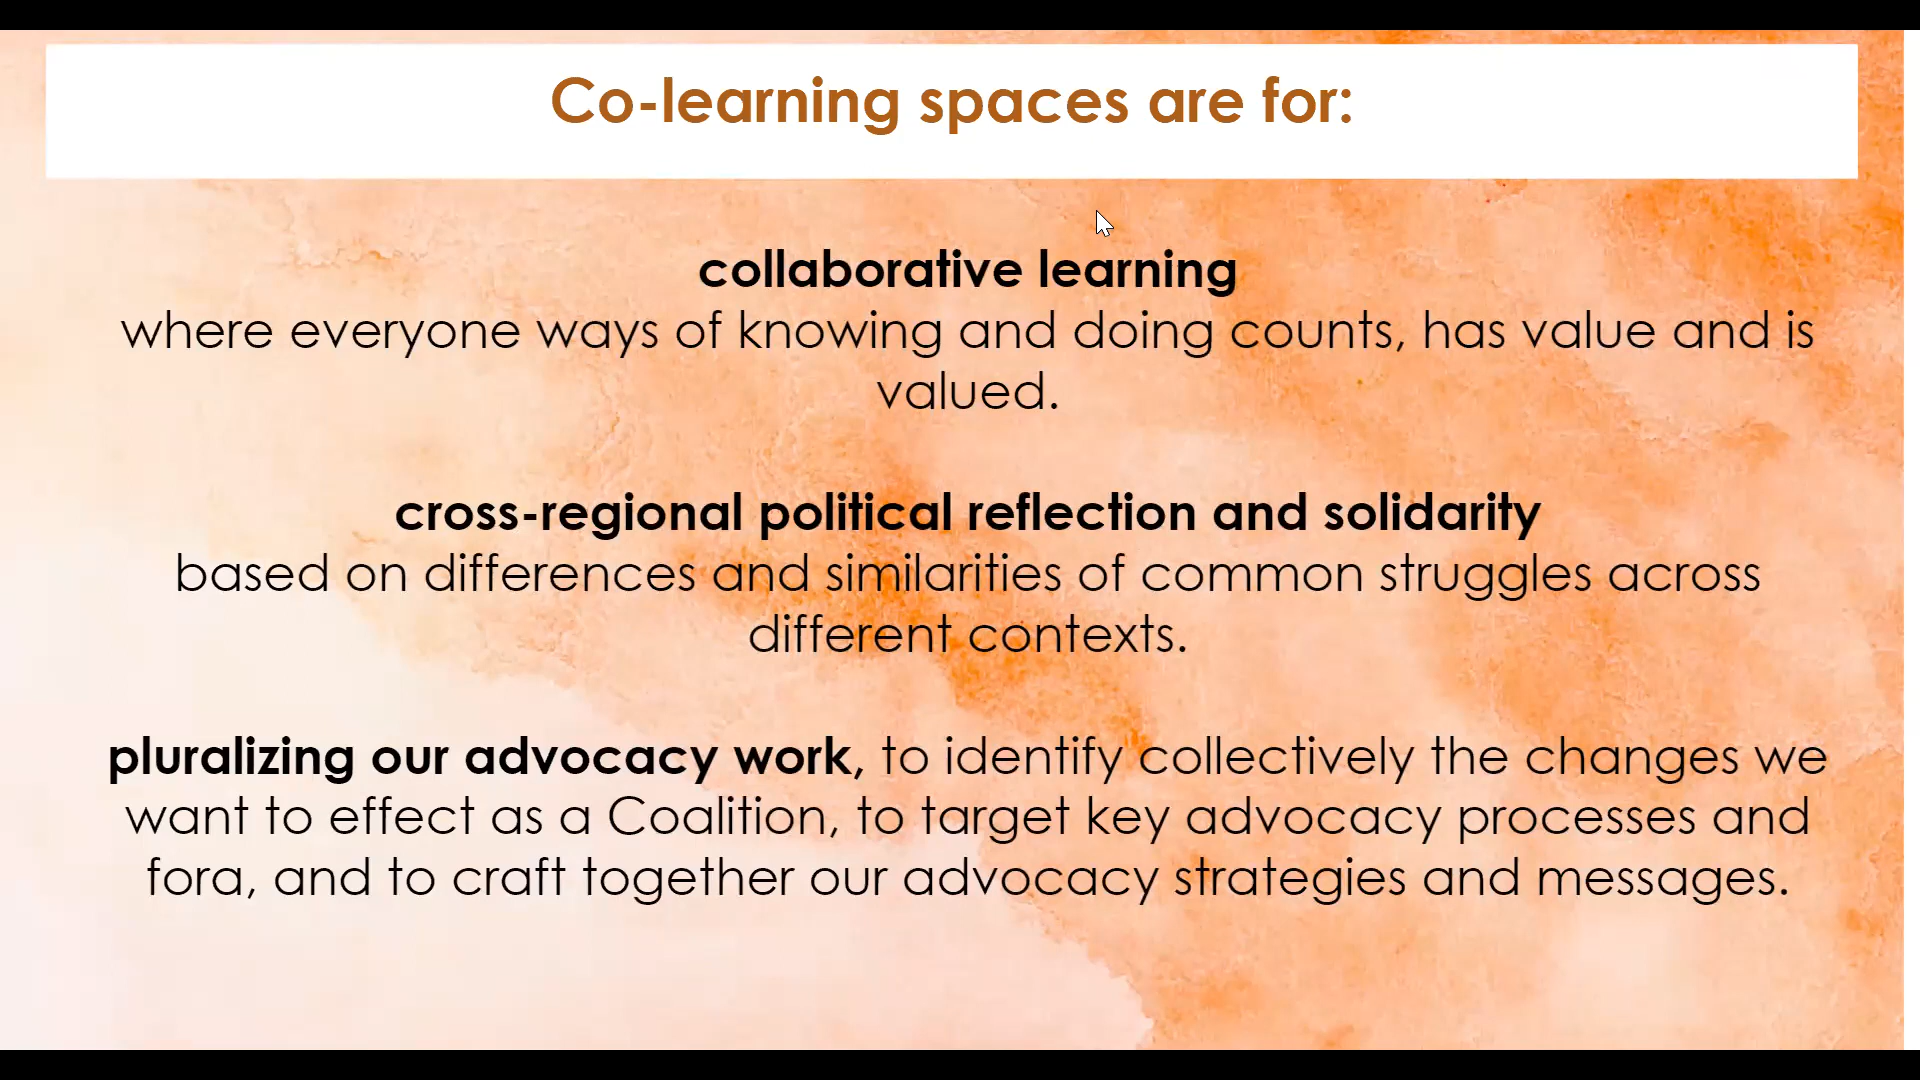 Co-learning spaces are for:
collaborative learning
where everyone ways of knowing and doing counts, has value and is
valued.
cross-regional political reflection and solidarity
based on differences and similarities of common struggles across
different contexts.
pluralizing our advocacy work, to identify collectively the changes we
want to effect as a Coalition, to target key advocacy processes and
fora, and to craft together our advocacy strategies and messages.